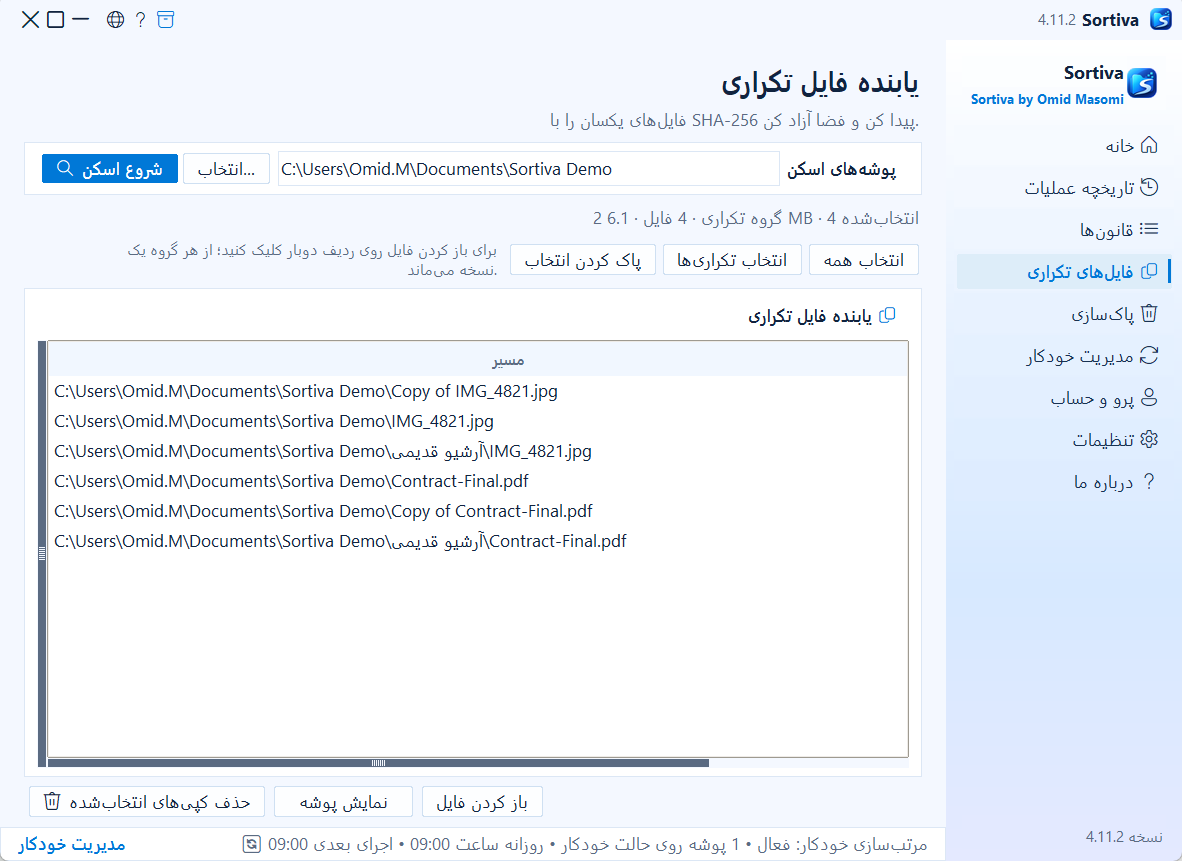 Sortiva 4.11.2
Sortiva
Sortiva by Omid Masomi
خانه
تاریخچه عملیات
قانون‌ها
فایل‌های تکراری
پاک‌سازی
مدیریت خودکار
پرو و حساب
تنظیمات
درباره ما
نسخه 4.11.2
یابنده فایل تکراری
.پیدا کن و فضا آزاد کن SHA-256 فایل‌های یکسان را با
پوشه‌های اسکن
C:\Users\Omid.M\Documents\Sortiva Demo
انتخاب...
شروع اسکن
انتخاب‌شده 4 · MB گروه تکراری · 4 فایل · 6.1 2
انتخاب همه
انتخاب تکراری‌ها
پاک کردن انتخاب
برای باز کردن فایل روی ردیف دوبار کلیک کنید؛ از هر گروه یک
نسخه می‌ماند.
یابنده فایل تکراری
مسیر
C:\Users\Omid.M\Documents\Sortiva Demo\Copy of IMG_4821.jpg
C:\Users\Omid.M\Documents\Sortiva Demo\IMG_4821.jpg
C:\Users\Omid.M\Documents\Sortiva Demo\آرشیو قدیمی\IMG_4821.jpg
C:\Users\Omid.M\Documents\Sortiva Demo\Contract-Final.pdf
C:\Users\Omid.M\Documents\Sortiva Demo\Copy of Contract-Final.pdf
C:\Users\Omid.M\Documents\Sortiva Demo\آرشیو قدیمی\Contract-Final.pdf
باز کردن فایل
نمایش پوشه
حذف کپی‌های انتخاب‌شده
مرتب‌سازی خودکار: فعال • 1 پوشه روی حالت خودکار • روزانه ساعت 09:00 • اجرای بعدی 09:00
مدیریت خودکار